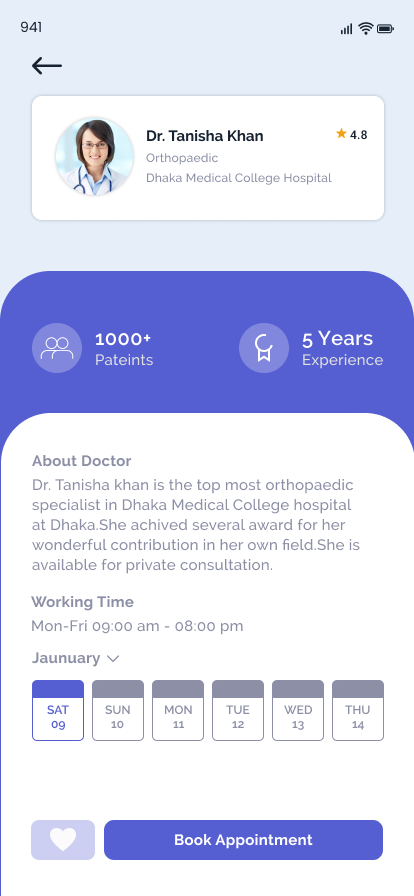 941
Dr. Tanisha Khan
4.8
Orthopaedic
Dhaka Medical College Hospital
1000+
Pateints
5 Years
Experience
About Doctor
Dr. Tanisha khan is the top most orthopaedic
specialist in Dhaka Medical College hospital
at Dhaka.She achived several award for her
wonderful contribution in her own field.She is
available for private consultation.
Working Time
Mon-Fri 09:00 am - 08:00 pm
Jaunuary
SAT
09
SUN
10
MON
11
TUE
12
WED
13
THU
14
Book Appointment